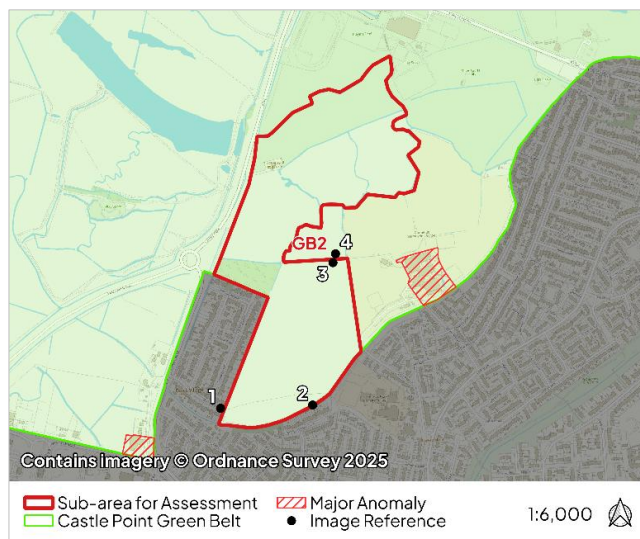 GB2
4
3
1
2
Contains Imagery © Ordnance Survey 2025
Sub-area for Assessment
Major Anomaly
1:6,000
Castle Point Green Belt
Image Reference